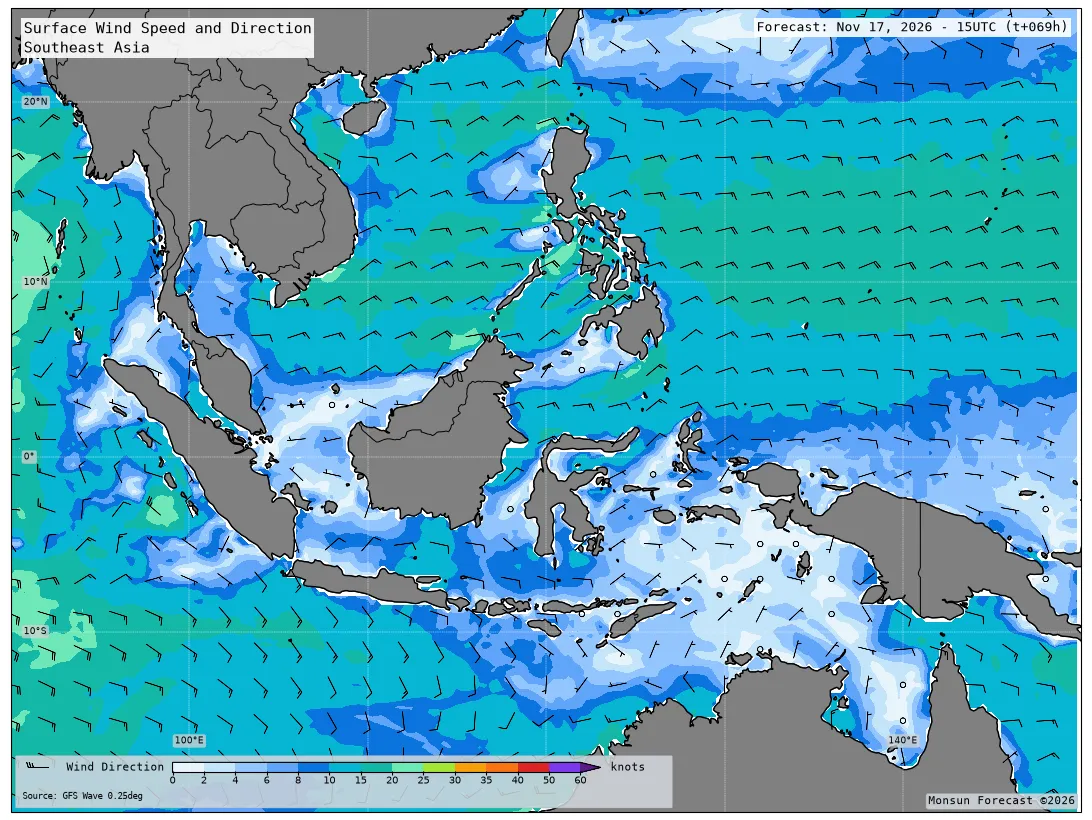 Surface Wind Speed and Direction
Southeast Asia
Forecast: Nov 17, 2026 - 15UTC (t+069h)
20°N
10°N
0°
10°S
100°E
140°E
Wind Direction
knots
0 2 4 6 8 10 15 20 25 30 35 40 50 60
Source: GFS Wave 0.25deg
Monsun Forecast ©2026